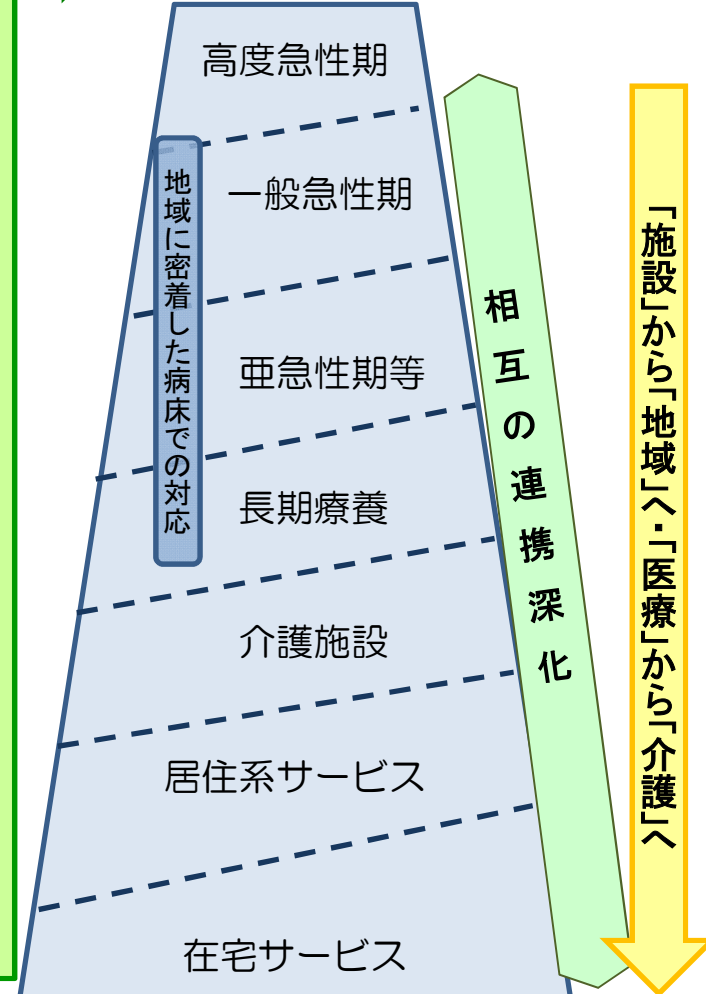 高度急性期
一般急性期
亜急性期等
長期療養
介護施設
居住系サービス
在宅サービス
地域に密着した病床での対応
相互の連携深化
「施設」から「地域」へ・「医療」から「介護」へ